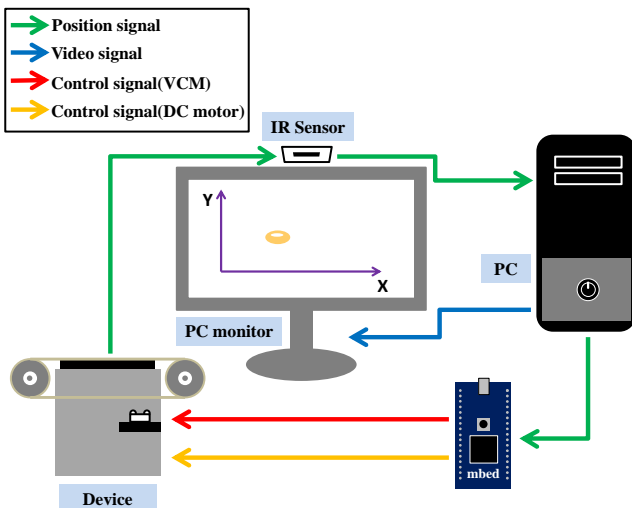 Position signal
Video signal
Control signal(VCM)
Control signal(DC motor)
IR Sensor
Y
X
PC
PC monitor
mbed
Device